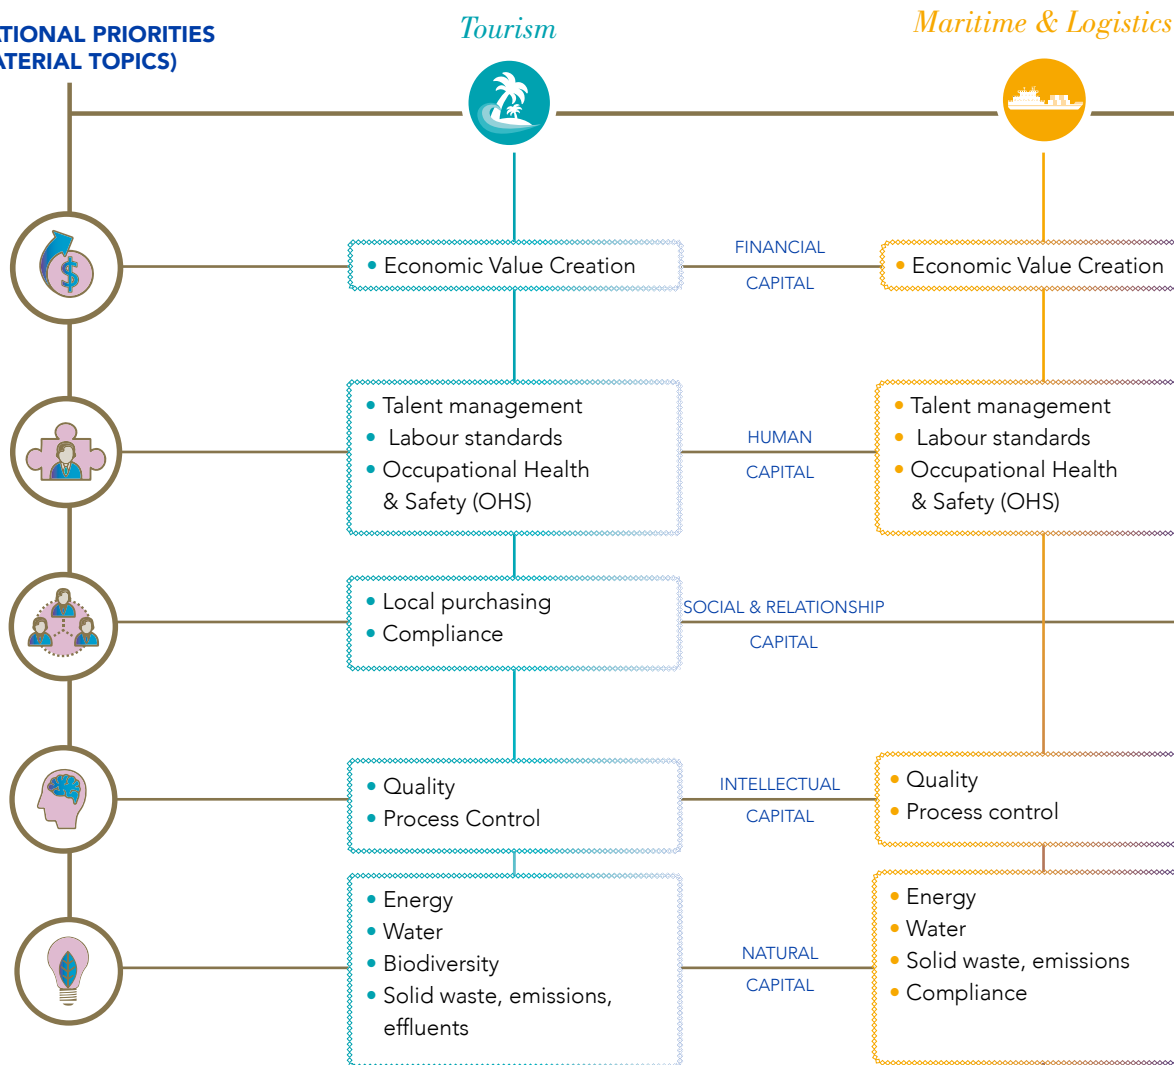 ATIONAL PRIORITIES
ATERIAL TOPICS)
Tourism
Maritime & Logistics
• Economic Value Creation
FINANCIAL
CAPITAL
• Economic Value Creation
• Talent management
• Labour standards
• Occupational Health
& Safety (OHS)
HUMAN
CAPITAL
• Talent management
• Labour standards
• Occupational Health
& Safety (OHS)
• Local purchasing
• Compliance
SOCIAL & RELATIONSHIP
CAPITAL
• Quality
• Process Control
INTELLECTUAL
CAPITAL
• Quality
• Process control
• Energy
• Water
• Biodiversity
• Solid waste, emissions,
effluents
NATURAL
CAPITAL
• Energy
• Water
• Solid waste, emissions
• Compliance